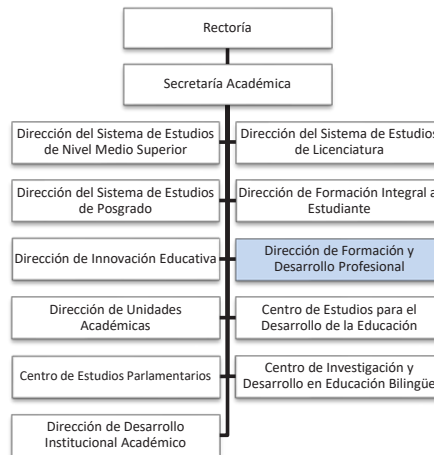 Rectoría
Secretaría Académica
Dirección del Sistema de Estudios
de Nivel Medio Superior
Dirección del Sistema de Estudios
de Licenciatura
Dirección del Sistema de Estudios
de Posgrado
Dirección de Formación Integral a
Estudiante
Dirección de Innovación Educativa
Dirección de Formación y
Desarrollo Profesional
Dirección de Unidades
Académicas
Centro de Estudios para el
Desarrollo de la Educación
Centro de Estudios Parlamentarios
Centro de Investigación y
Desarrollo en Educación Bilingüe
Dirección de Desarrollo
Institucional Académico